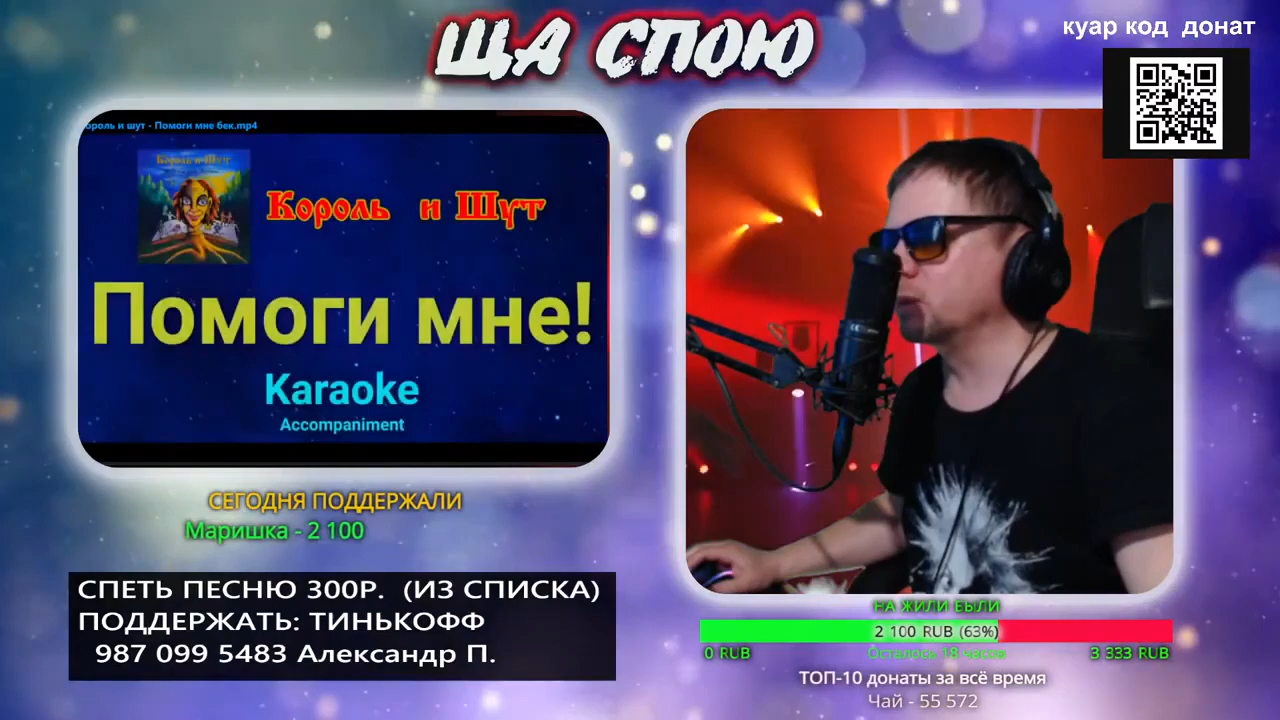 ЩА СПОЮ
куар код донат
ороль и шут - Помоги мне бек.mp4
Король и Шут
Король и Шут
Помоги мне!
Karaoke
Accompaniment
СЕГОДНЯ ПОДДЕРЖАЛИ
Маришка - 2 100
СПЕТЬ ПЕСНЮ 300Р. (ИЗ СПИСКА)
ПОДДЕРЖАТЬ: ТИНЬКОФФ
987 099 5483 Александр П.
НА ЖИЛИ БЫЛИ
2 100 RUB (63%)
0 RUB
Осталось 18 часов
3 333 RUB
ТОП-10 донаты за всё время
Чай - 55 572